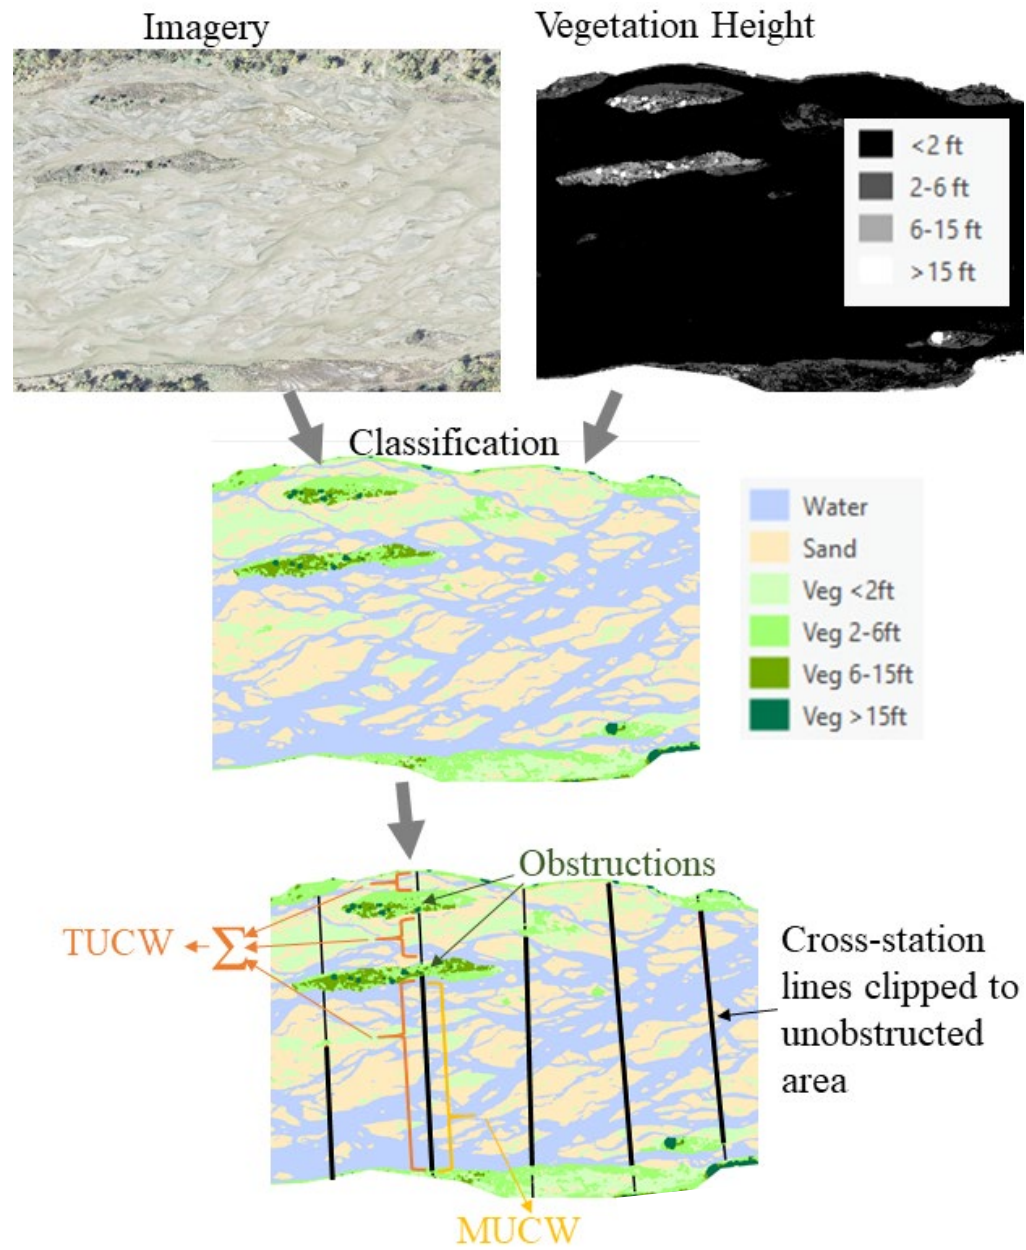 Imagery
Vegetation Height
<2 ft
2-6 ft
6-15 ft
>15 ft
Classification
Water
Sand
Veg <2ft
Veg 2-6ft
Veg 6-15ft
Veg >15ft
Obstructions
TUCW
Σ
Cross-station
lines clipped to
unobstructed
area
MUCW